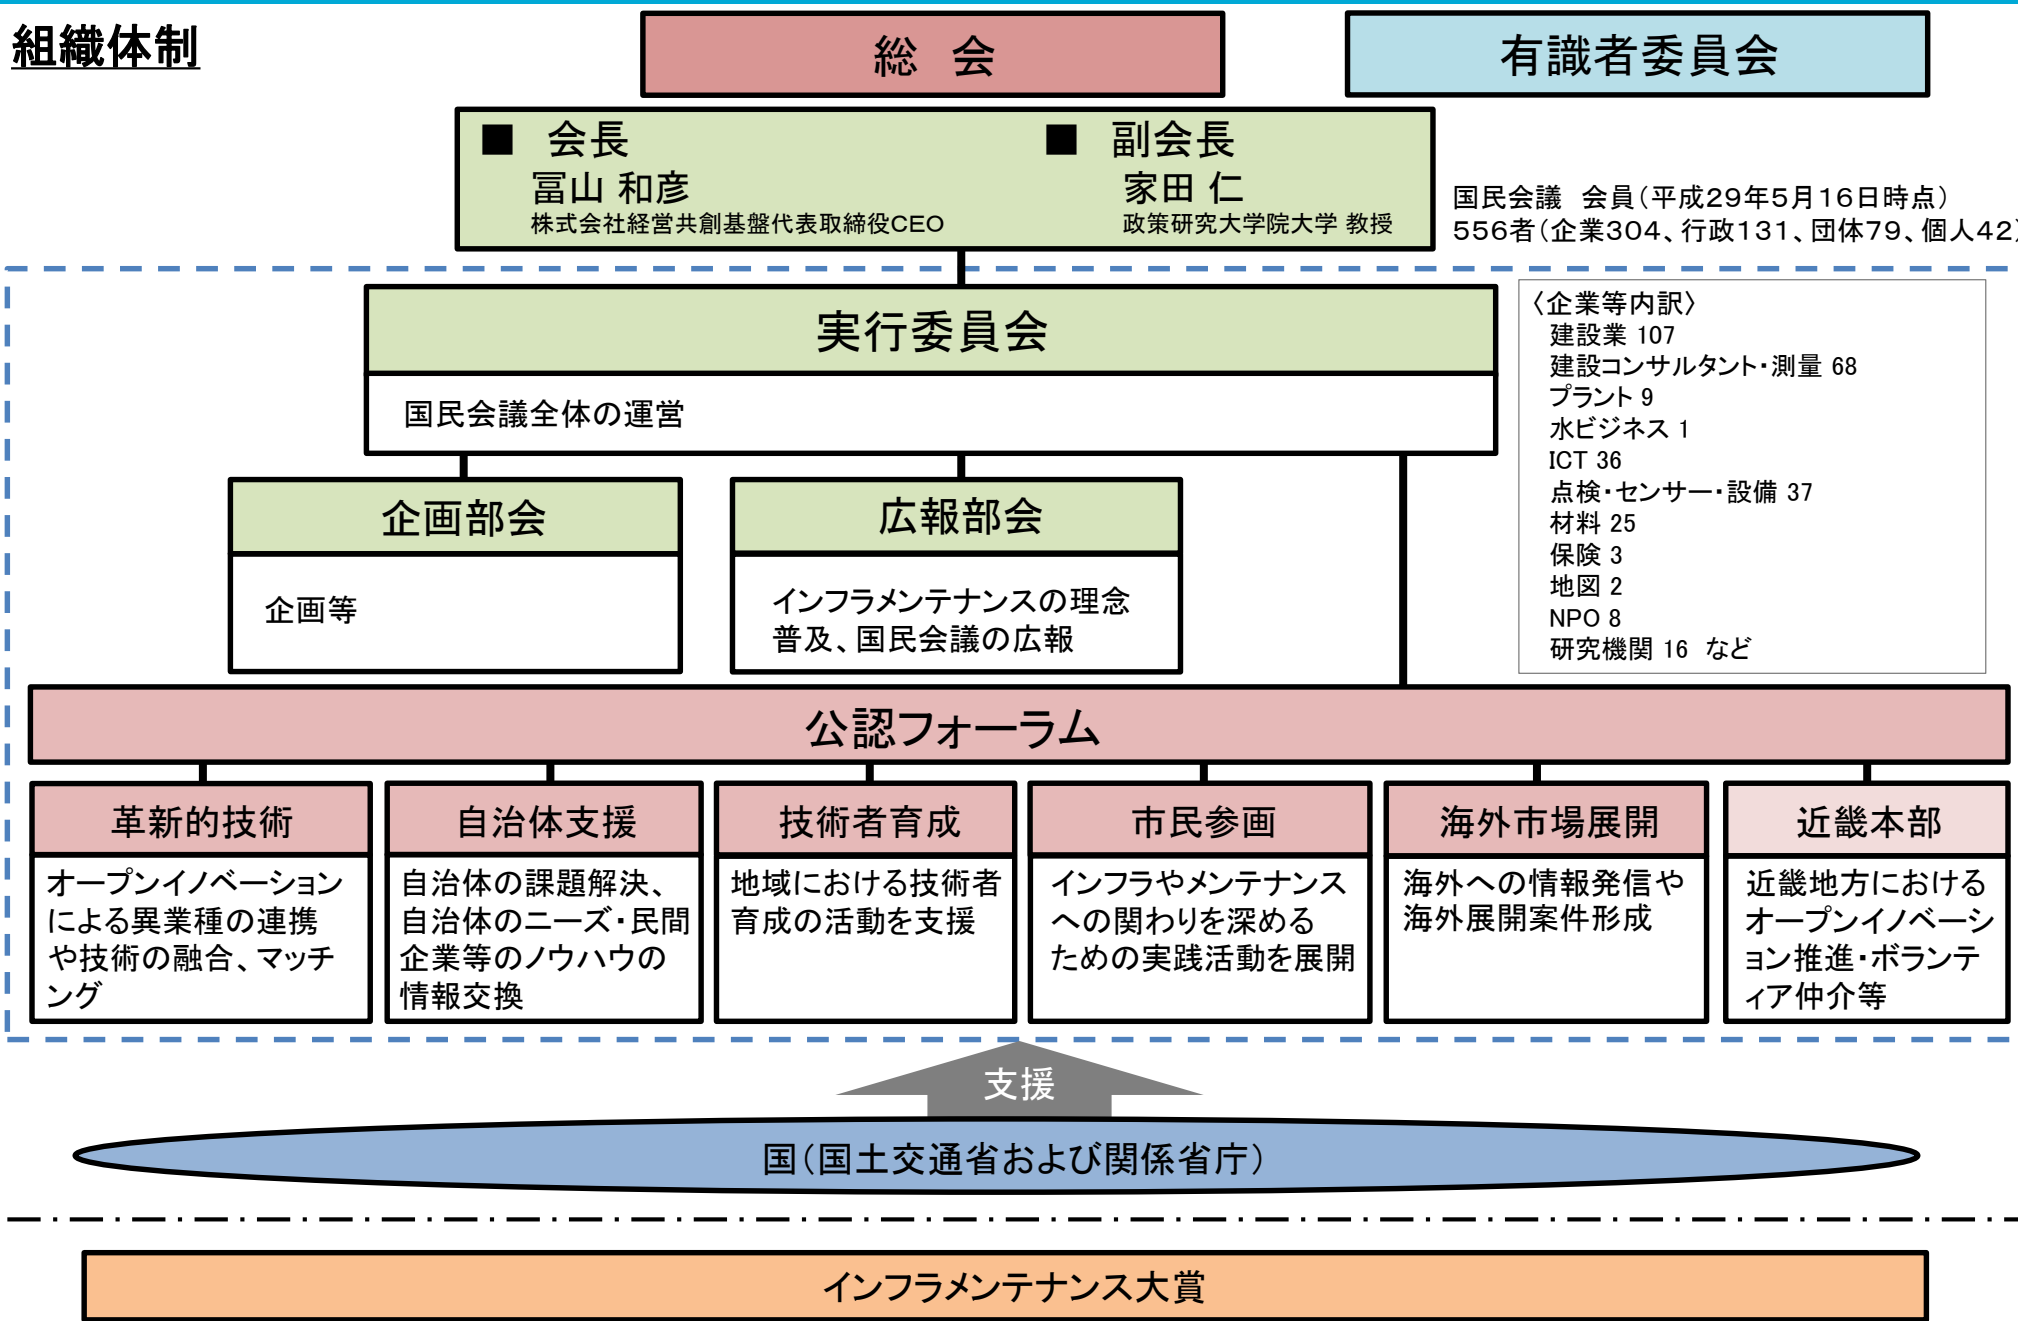 組織体制
総 会
有識者委員会
■ 会長
冨山 和彦
株式会社経営共創基盤代表取締役CEO
■ 副会長
家田 仁
政策研究大学院大学 教授
国民会議 会員(平成29年5月16日時点)
556者(企業304、行政131、団体79、個人42)
実行委員会
国民会議全体の運営
〈企業等内訳〉
建設業 107
建設コンサルタント・測量 68
プラント 9
水ビジネス 1
ICT 36
点検・センサー・設備 37
材料 25
保険 3
地図 2
NPO 8
研究機関 16 など
企画部会
企画等
広報部会
インフラメンテナンスの理念
普及、国民会議の広報
公認フォーラム
革新的技術
オープンイノベーション
による異業種の連携
や技術の融合、マッチ
ング
自治体支援
自治体の課題解決、
自治体のニーズ・民間
企業等のノウハウの
情報交換
技術者育成
地域における技術者
育成の活動を支援
市民参画
インフラやメンテナンス
への関わりを深める
ための実践活動を展開
海外市場展開
海外への情報発信や
海外展開案件形成
近畿本部
近畿地方における
オープンイノベーシ
ョン推進・ボランテ
ィア仲介等
支援
国(国土交通省および関係省庁)
インフラメンテナンス大賞